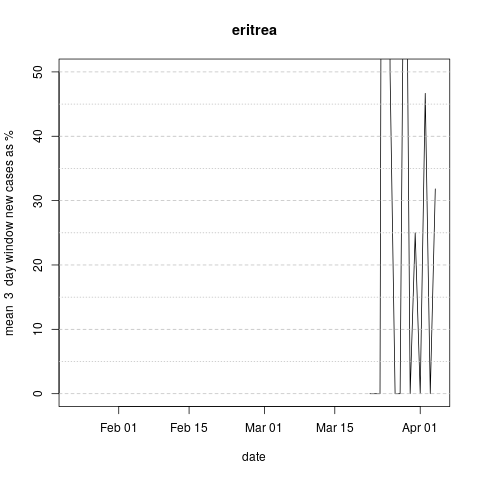 eritrea
mean 3 day window new cases as %
50
40
30
20
10
0
Feb 01
Feb 15
Mar 01
Mar 15
Apr 01
date